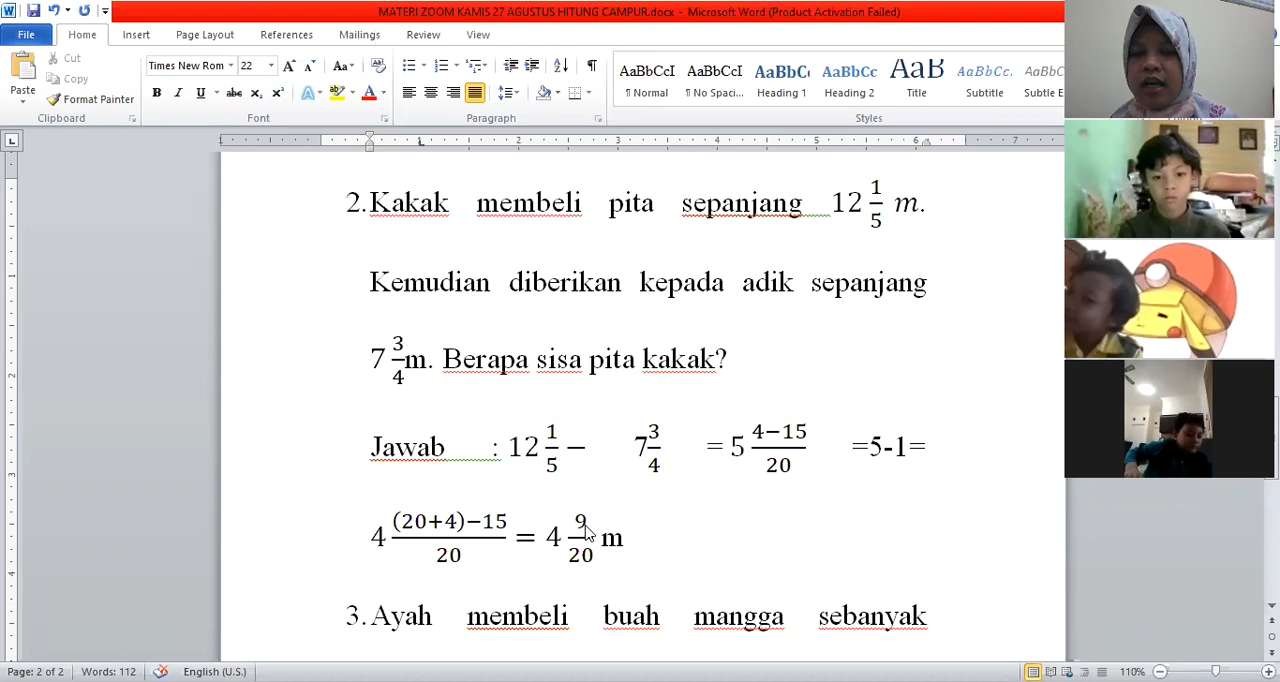 MATERI ZOOM KAMIS 27 AGUSTUS HITUNG CAMPUR.docx - Microsoft Word (Product Activation Failed)
File Home Insert Page Layout References Mailings Review View
Paste Cut Copy Format Painter
Times New Rom 22
AaBbCcI AaBbCcI AaBbC AaBbCc AaB AaBbCc. AaBbC
¶ Normal ¶ No Spaci... Heading 1 Heading 2 Title Subtitle Subtle E
Clipboard Font Paragraph Styles
2. Kakak membeli pita sepanjang 12 1/5 m.
Kemudian diberikan kepada adik sepanjang
7 3/4 m. Berapa sisa pita kakak?
Jawab : 12 1/5 − 7 3/4 = 5 (4−15)/20 =5-1=
4 ((20+4)−15)/20 = 4 9/20 m
3. Ayah membeli buah mangga sebanyak
Page: 2 of 2 Words: 112 English (U.S.) 110%